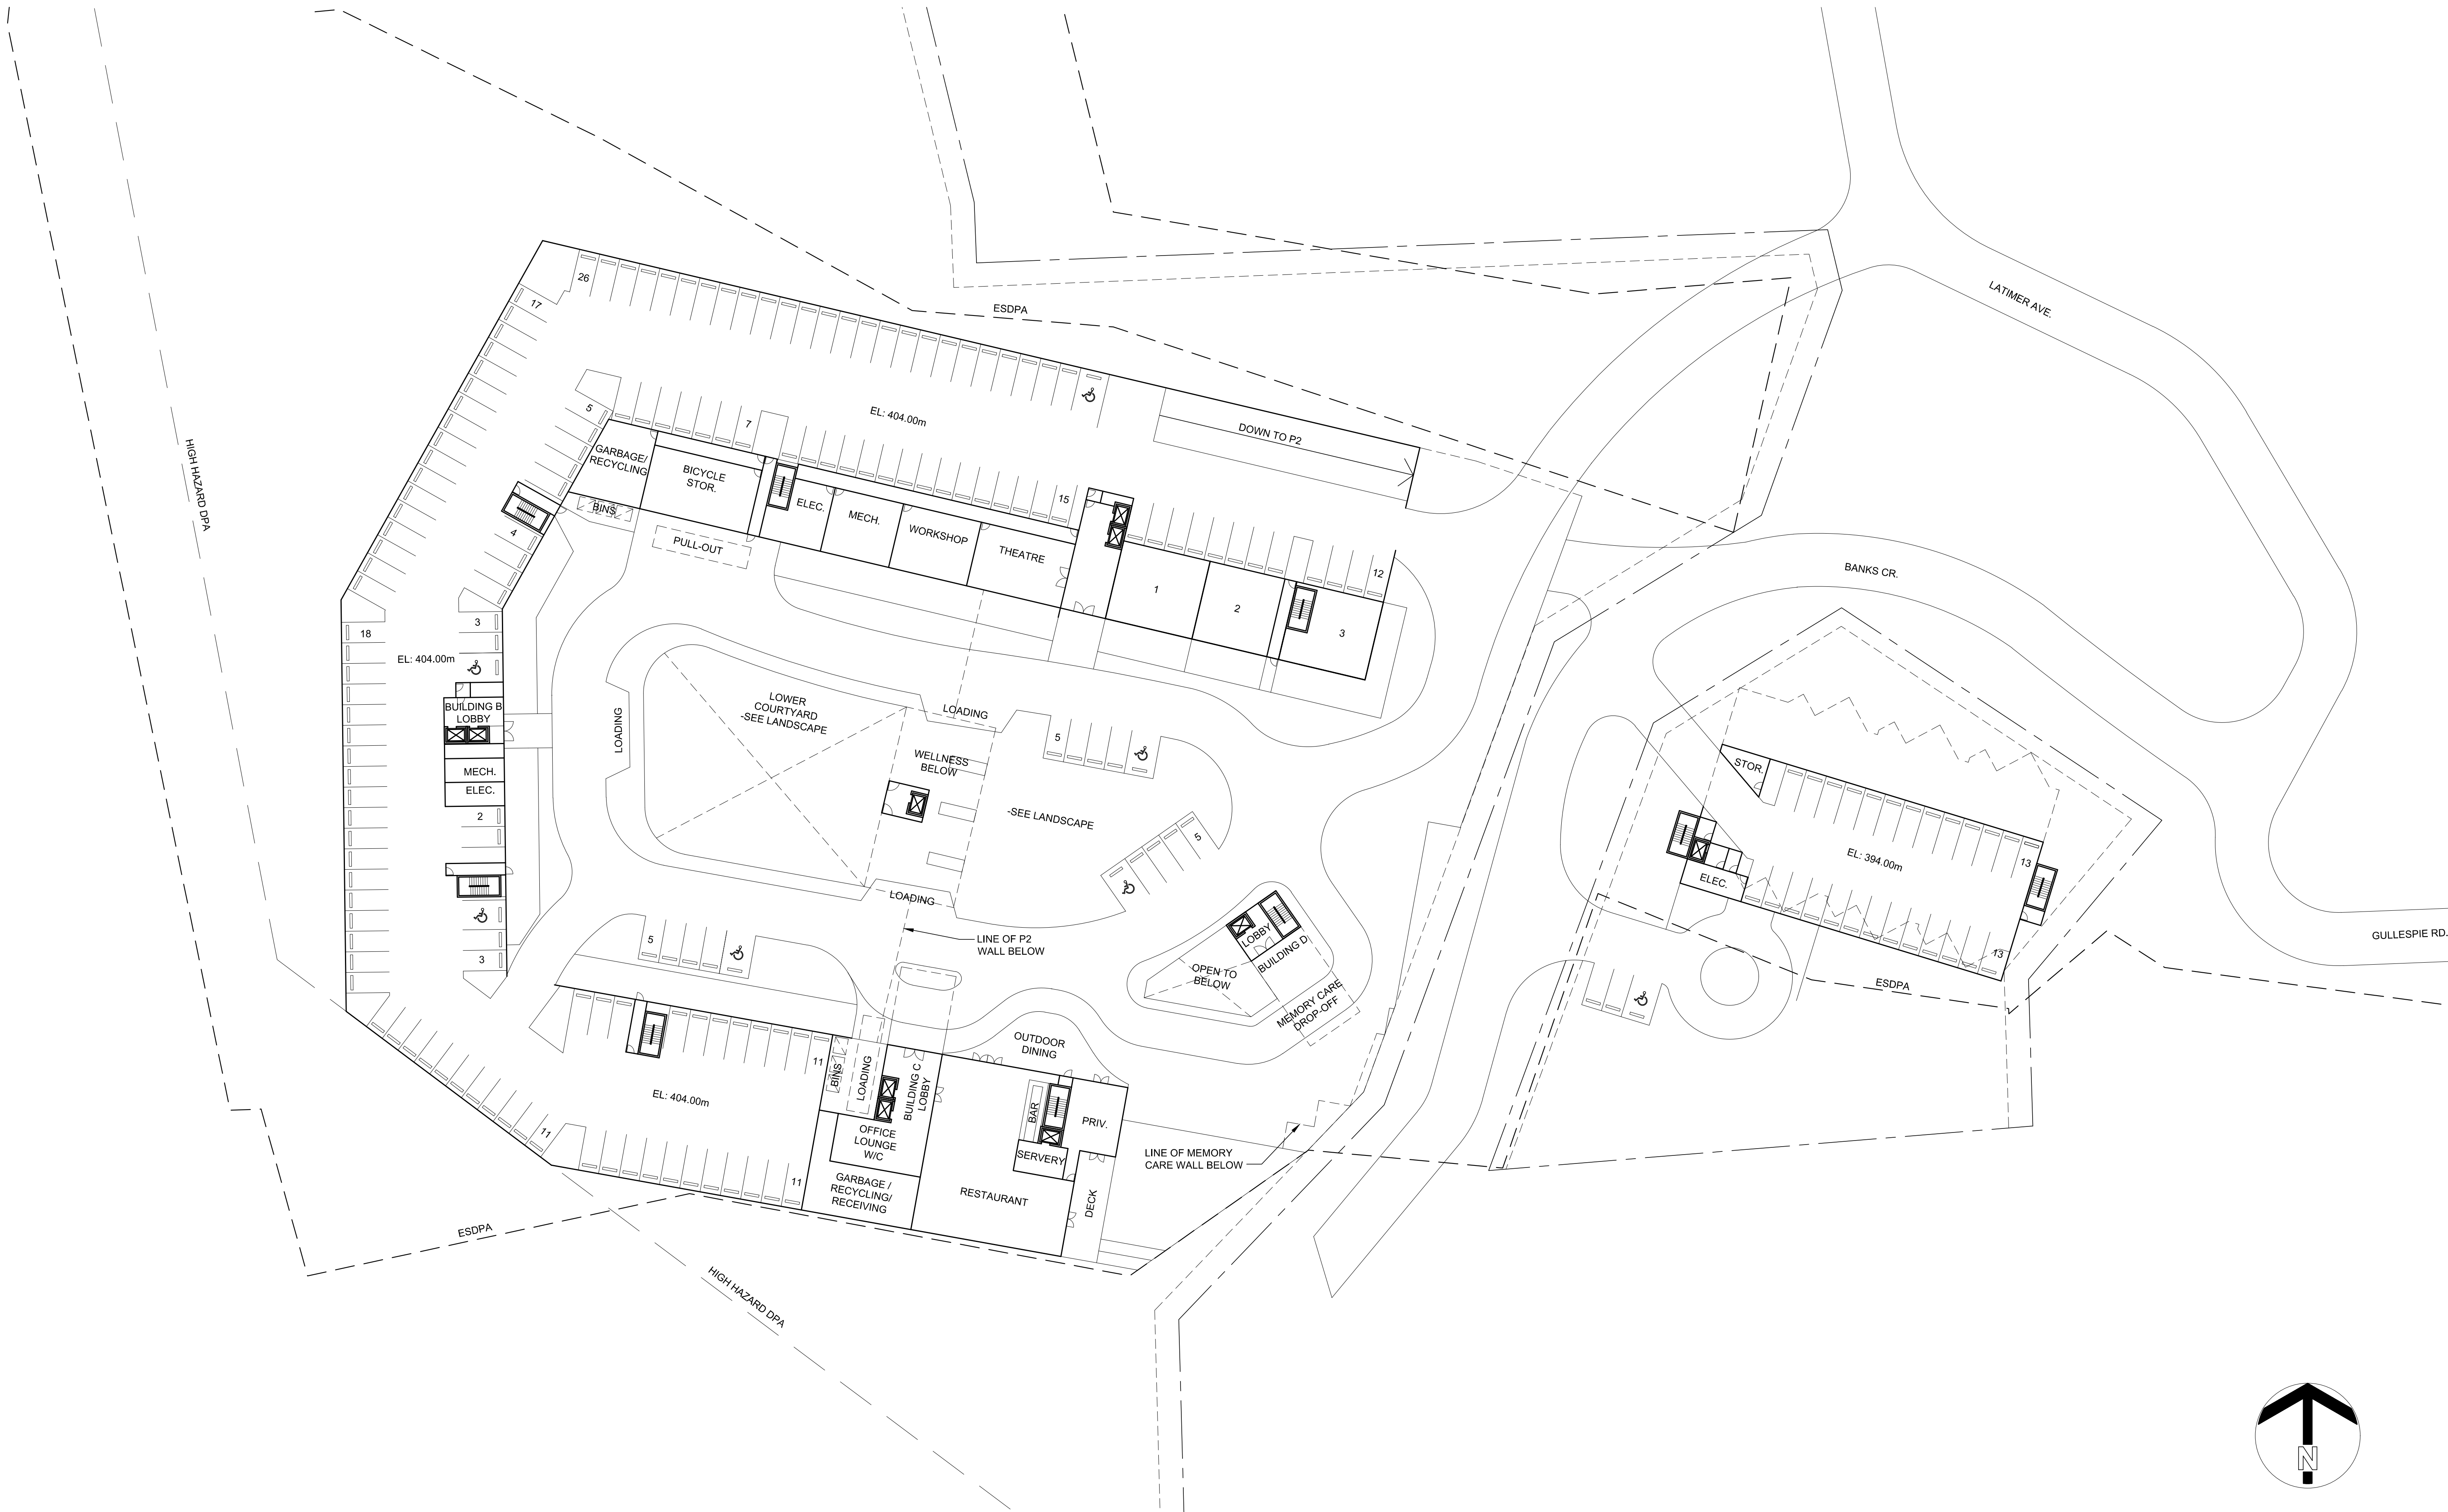 ESDPA
LATIMER AVE.
26
17
HIGH HAZARD DPA
5
7
EL: 404.00m
DOWN TO P2
GARBAGE/
RECYCLING
BICYCLE
STOR.
BINS
PULL-OUT
4
ELEC.
MECH.
WORKSHOP
THEATRE
15
12
1
2
3
BANKS CR.
18
3
EL: 404.00m
BUILDING B
LOBBY
MECH.
ELEC.
2
3
LOADING
LOWER
COURTYARD
-SEE LANDSCAPE
LOADING
WELLNESS
BELOW
5
-SEE LANDSCAPE
5
LOADING
LINE OF P2
WALL BELOW
5
LOBBY
BUILDING D
OPEN TO
BELOW
MEMORY CARE
DROP-OFF
STOR.
EL: 394.00m
13
ELEC.
13
GULLESPIE RD.
ESDPA
OUTDOOR
DINING
11
BINS
LOADING
BUILDING C
LOBBY
EL: 404.00m
11
OFFICE
LOUNGE
W/C
BAR
PRIV.
SERVERY
LINE OF MEMORY
CARE WALL BELOW
11
GARBAGE /
RECYCLING/
RECEIVING
RESTAURANT
DECK
ESDPA
HIGH HAZARD DPA
N